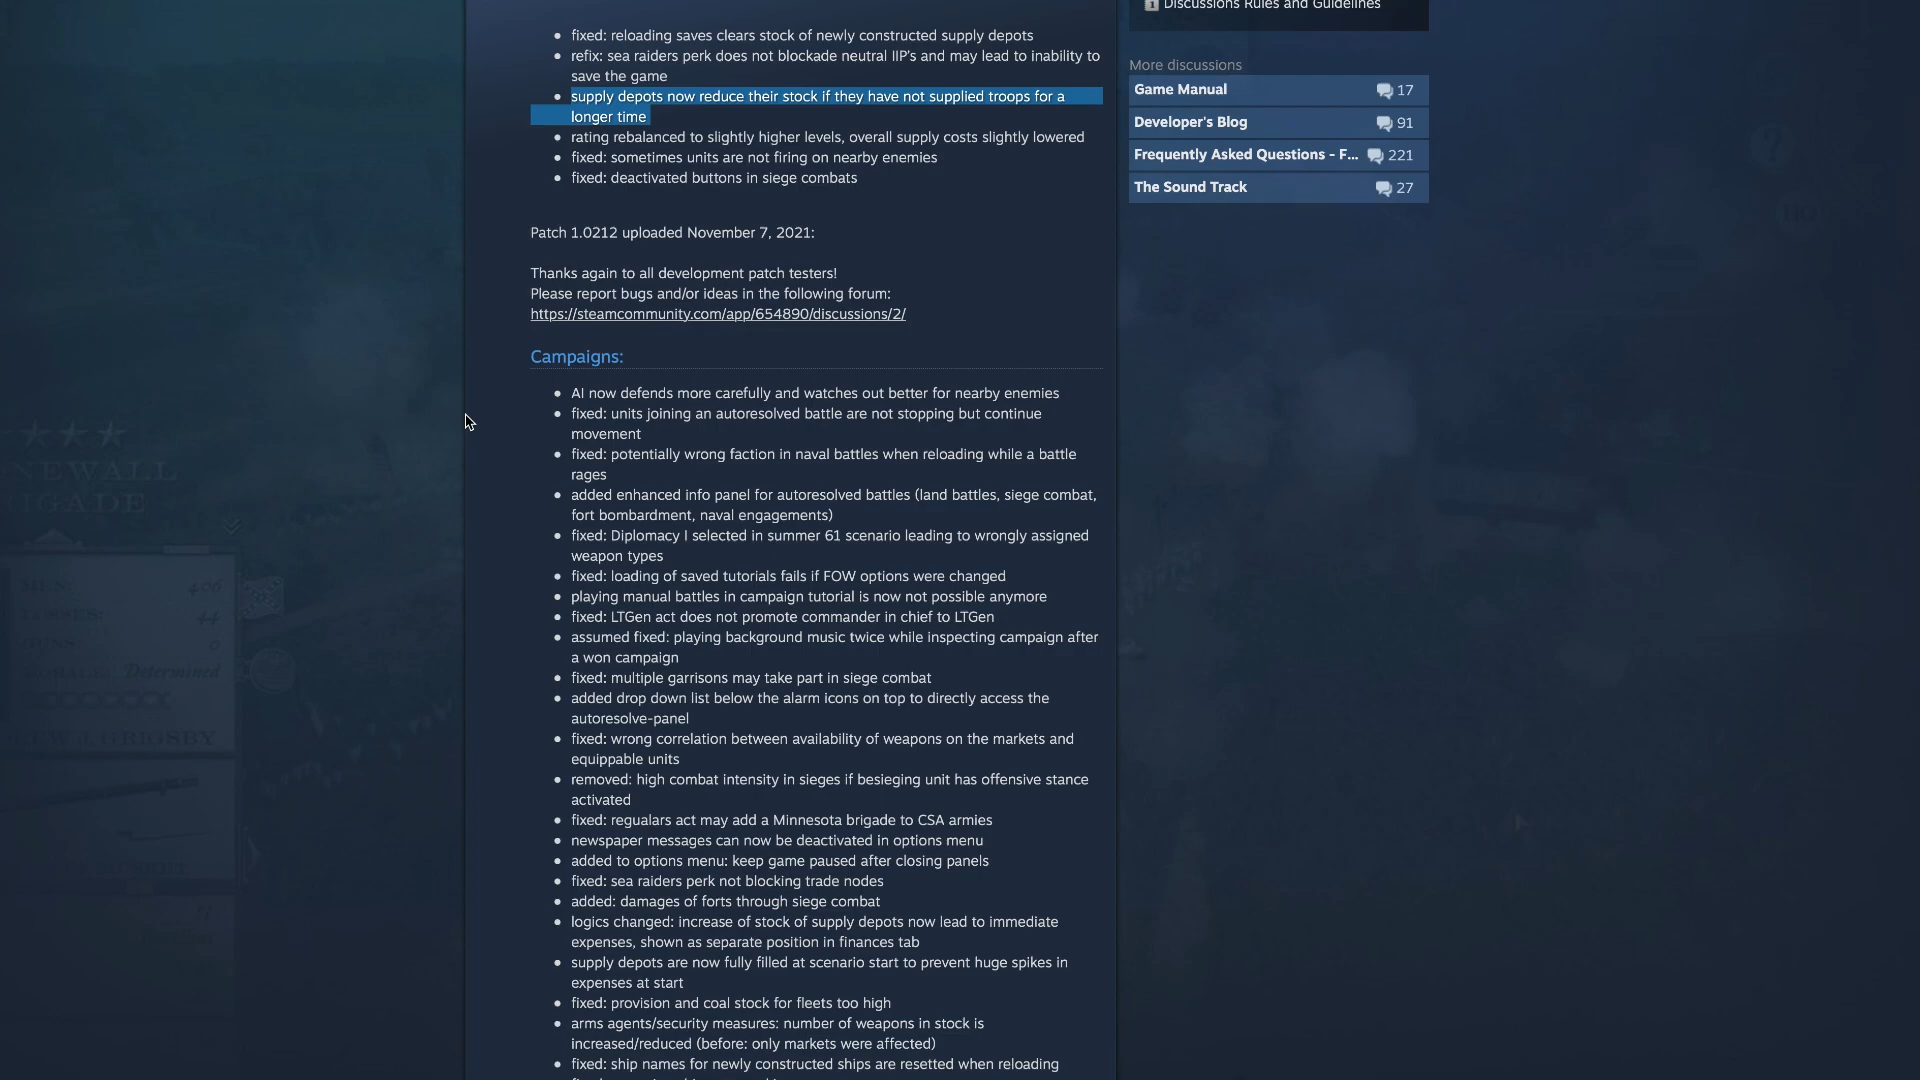 Discussions Rules and Guidelines
fixed: reloading saves clears stock of newly constructed supply depots
refix: sea raiders perk does not blockade neutral IIP's and may lead to inability to
save the game
supply depots now reduce their stock if they have not supplied troops for a
longer time
rating rebalanced to slightly higher levels, overall supply costs slightly lowered
fixed: sometimes units are not firing on nearby enemies
fixed: deactivated buttons in siege combats
More discussions
Game Manual 17
Developer's Blog 91
Frequently Asked Questions - F... 221
The Sound Track 27
Patch 1.0212 uploaded November 7, 2021:
Thanks again to all development patch testers!
Please report bugs and/or ideas in the following forum:
https://steamcommunity.com/app/654890/discussions/2/
Campaigns:
AI now defends more carefully and watches out better for nearby enemies
fixed: units joining an autoresolved battle are not stopping but continue
movement
fixed: potentially wrong faction in naval battles when reloading while a battle
rages
added enhanced info panel for autoresolved battles (land battles, siege combat,
fort bombardment, naval engagements)
fixed: Diplomacy I selected in summer 61 scenario leading to wrongly assigned
weapon types
fixed: loading of saved tutorials fails if FOW options were changed
playing manual battles in campaign tutorial is now not possible anymore
fixed: LTGen act does not promote commander in chief to LTGen
assumed fixed: playing background music twice while inspecting campaign after
a won campaign
fixed: multiple garrisons may take part in siege combat
added drop down list below the alarm icons on top to directly access the
autoresolve-panel
fixed: wrong correlation between availability of weapons on the markets and
equippable units
removed: high combat intensity in sieges if besieging unit has offensive stance
activated
fixed: regualars act may add a Minnesota brigade to CSA armies
newspaper messages can now be deactivated in options menu
added to options menu: keep game paused after closing panels
fixed: sea raiders perk not blocking trade nodes
added: damages of forts through siege combat
logics changed: increase of stock of supply depots now lead to immediate
expenses, shown as separate position in finances tab
supply depots are now fully filled at scenario start to prevent huge spikes in
expenses at start
fixed: provision and coal stock for fleets too high
arms agents/security measures: number of weapons in stock is
increased/reduced (before: only markets were affected)
fixed: ship names for newly constructed ships are resetted when reloading
NEWALL
IGADE
MEN: 406
LOSSES: 44
GUNS: 0
MORALE: Determined